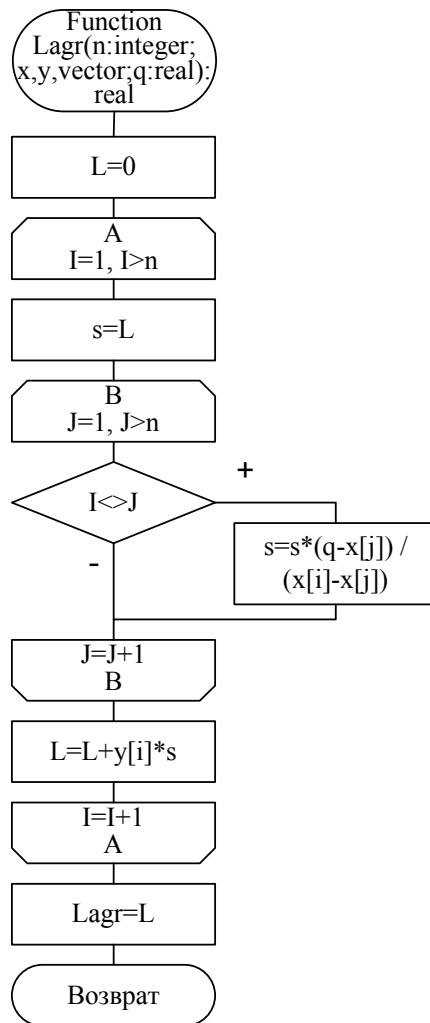 Function
Lagr(n:integer;
x,y,vector;q:real):
real
L=0
A
I=1, I>n
s=L
B
J=1, J>n
+
I<>J
s=s*(q-x[j]) /
(x[i]-x[j])
-
J=J+1
B
L=L+y[i]*s
I=I+1
A
Lagr=L
Возврат